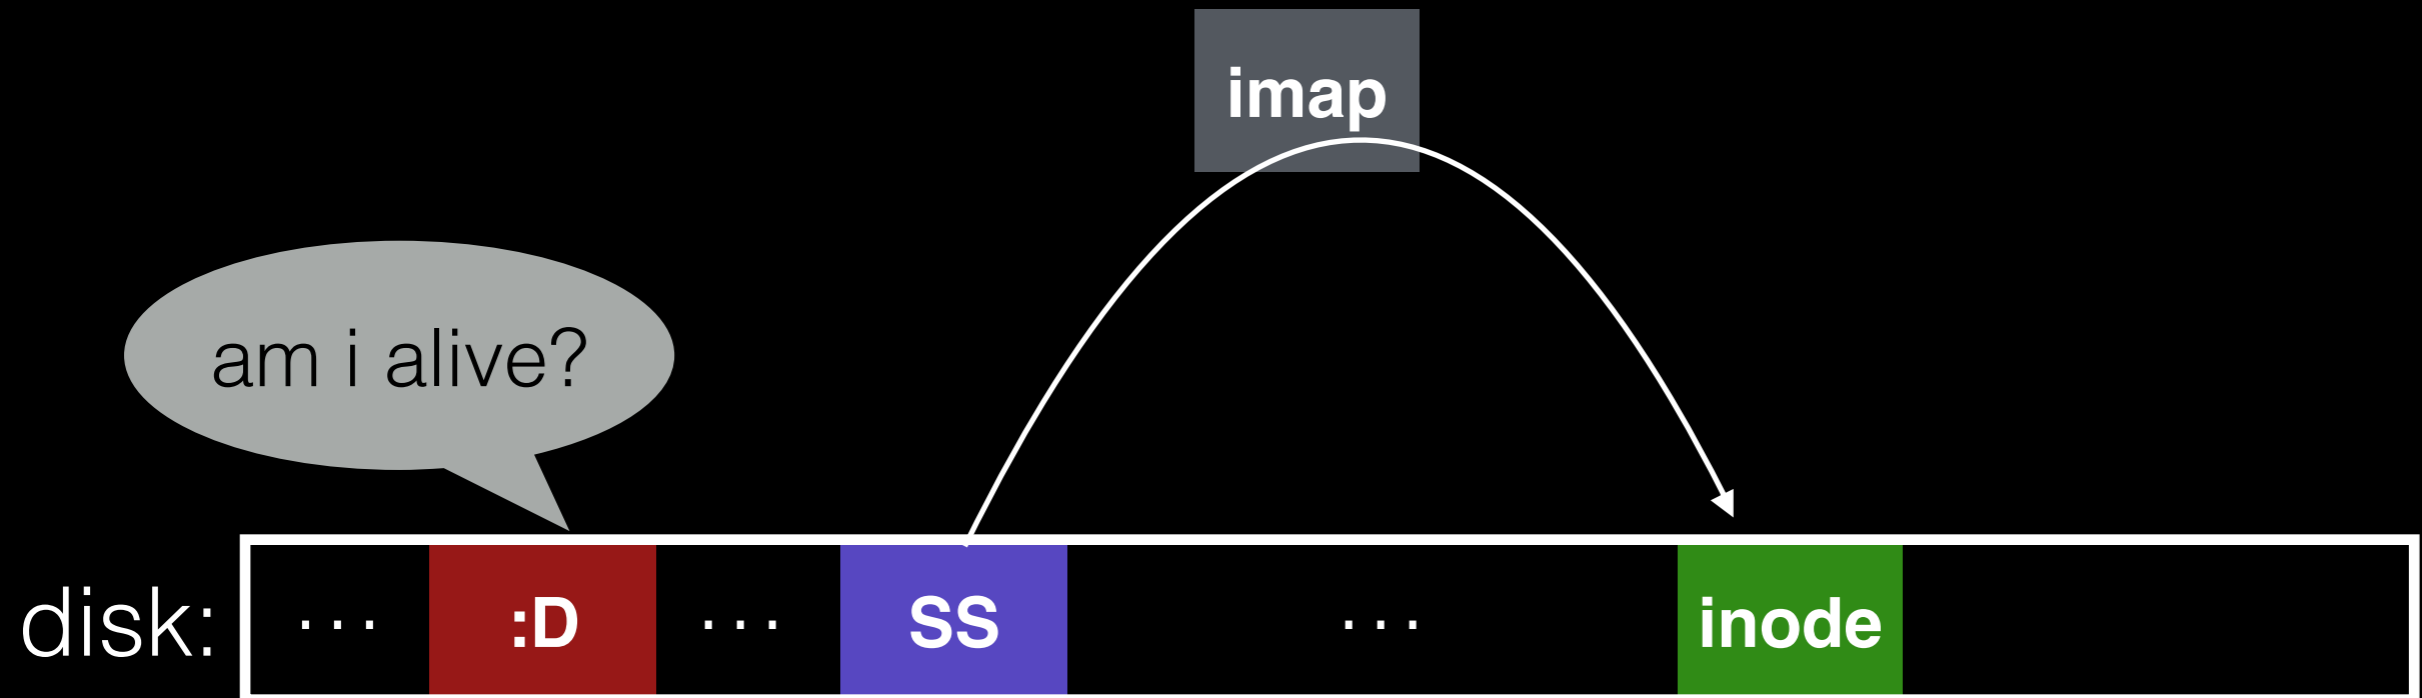 imap
am i alive?
disk: ... :D ... SS ... inode